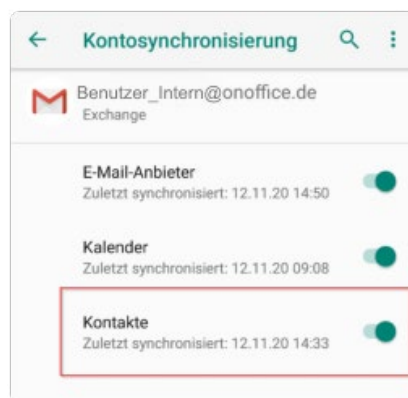 Kontosynchronisierung
Benutzer_Intern@onoffice.de
Exchange
E-Mail-Anbieter
Zuletzt synchronisiert: 12.11.20 14:50
Kalender
Zuletzt synchronisiert: 12.11.20 09:08
Kontakte
Zuletzt synchronisiert: 12.11.20 14:33